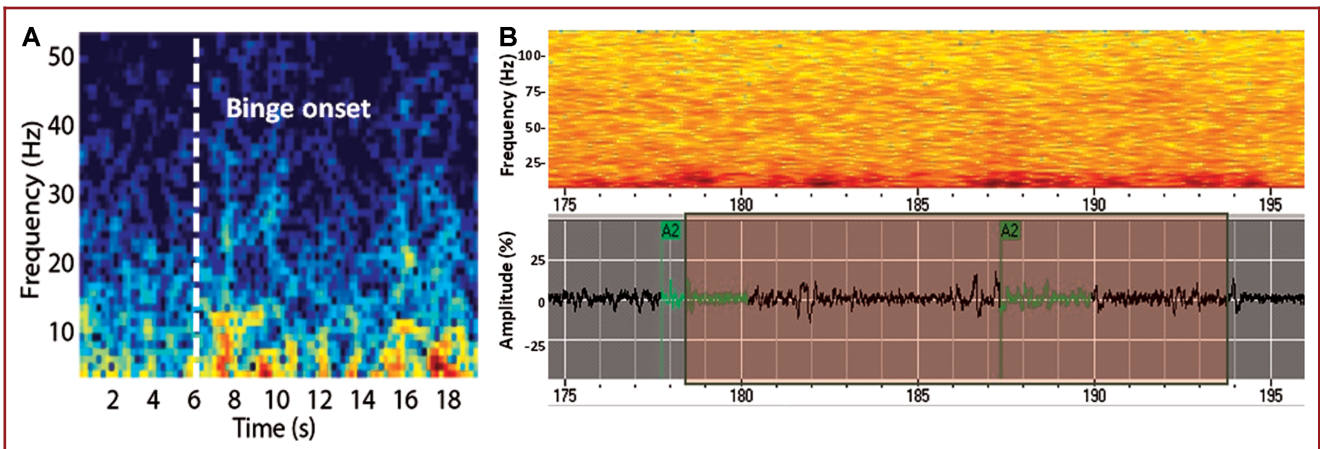 A
50
40
30
20
10
Frequency (Hz)
Binge onset
2 4 6 8 10 12 14 16 18
Time (s)
B
100-
75-
50-
25-
Frequency (Hz)
175 180 185 190 195
A2 A2
25
0
-25
Amplitude (%)
175 180 185 190 195